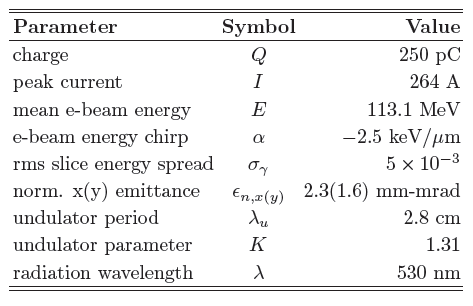 Parameter Symbol Value
charge Q 250 pC
peak current I 264 A
mean e-beam energy E 113.1 MeV
e-beam energy chirp α −2.5 keV/μm
rms slice energy spread σγ 5 × 10⁻³
norm. x(y) emittance ϵn,x(y) 2.3(1.6) mm-mrad
undulator period λu 2.8 cm
undulator parameter K 1.31
radiation wavelength λ 530 nm